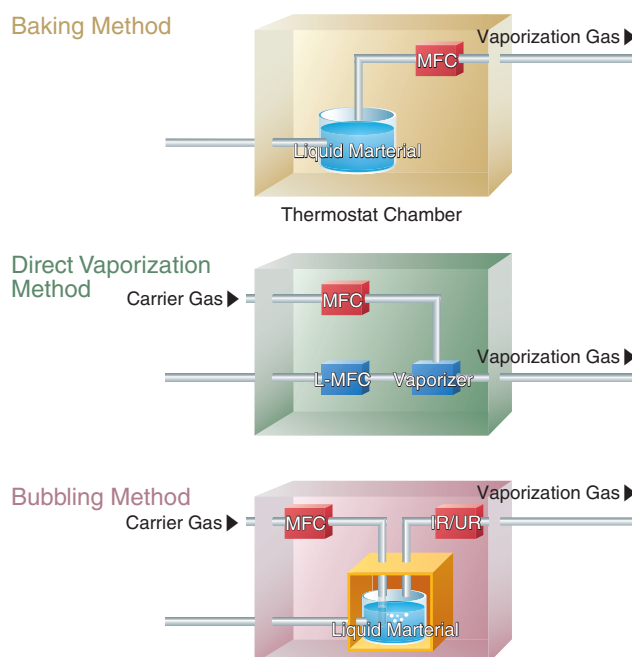 Baking Method
Vaporization Gas ▶
MFC
Liquid Marterial
Thermostat Chamber
Direct Vaporization
Method
Carrier Gas ▶
MFC
Vaporization Gas ▶
L-MFC
Vaporizer
Bubbling Method
Vaporization Gas ▶
Carrier Gas ▶
MFC
IR/UR
Liquid Marterial